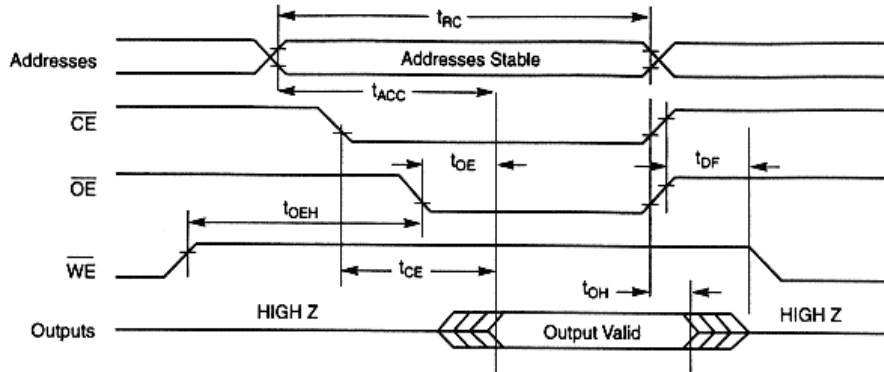 tRC
Addresses
Addresses Stable
tACC
CE
tOE
tDF
OE
tOEH
WE
tCE
tOH
HIGH Z
HIGH Z
Outputs
Output Valid